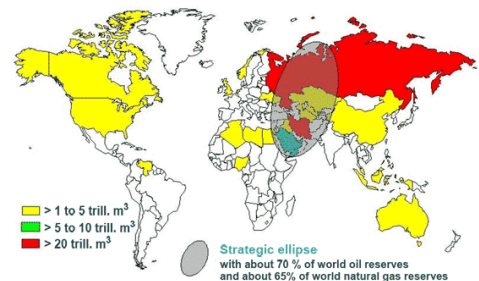 > 1 to 5 trill. m³
> 5 to 10 trill. m³
> 20 trill. m³
Strategic ellipse
with about 70 % of world oil reserves
and about 65% of world natural gas reserves